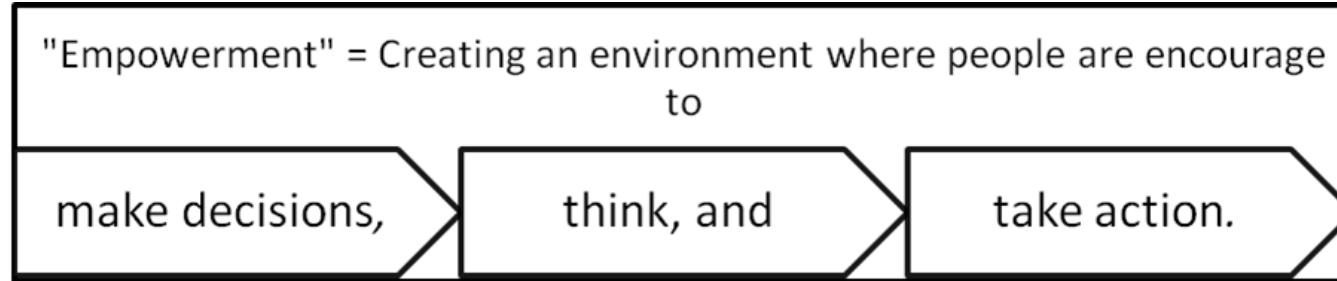 "Empowerment" = Creating an environment where people are encourage
to
make decisions,
think, and
take action.